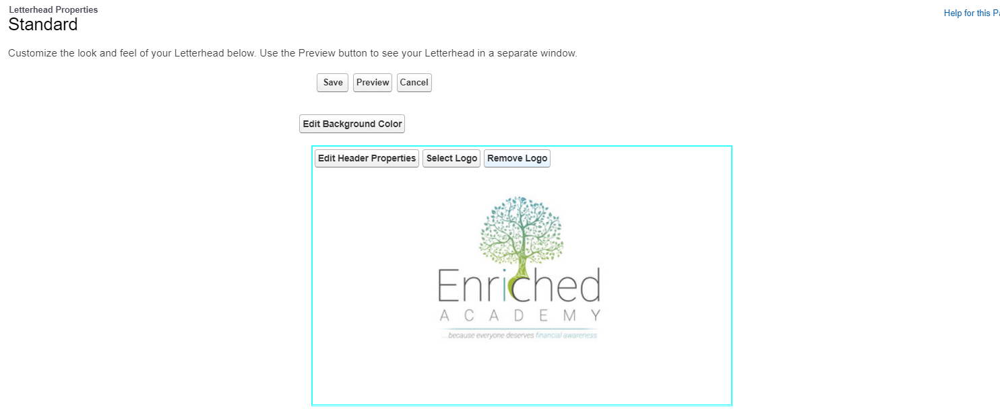 Letterhead Properties
Help for this
Standard
Customize the look and feel of your Letterhead below. Use the Preview button to see your Letterhead in a separate window.
Save Preview Cancel
Edit Background Color
Edit Header Properties Select Logo Remove Logo
Enriched
ACADEMY
...because everyone deserves financial awareness